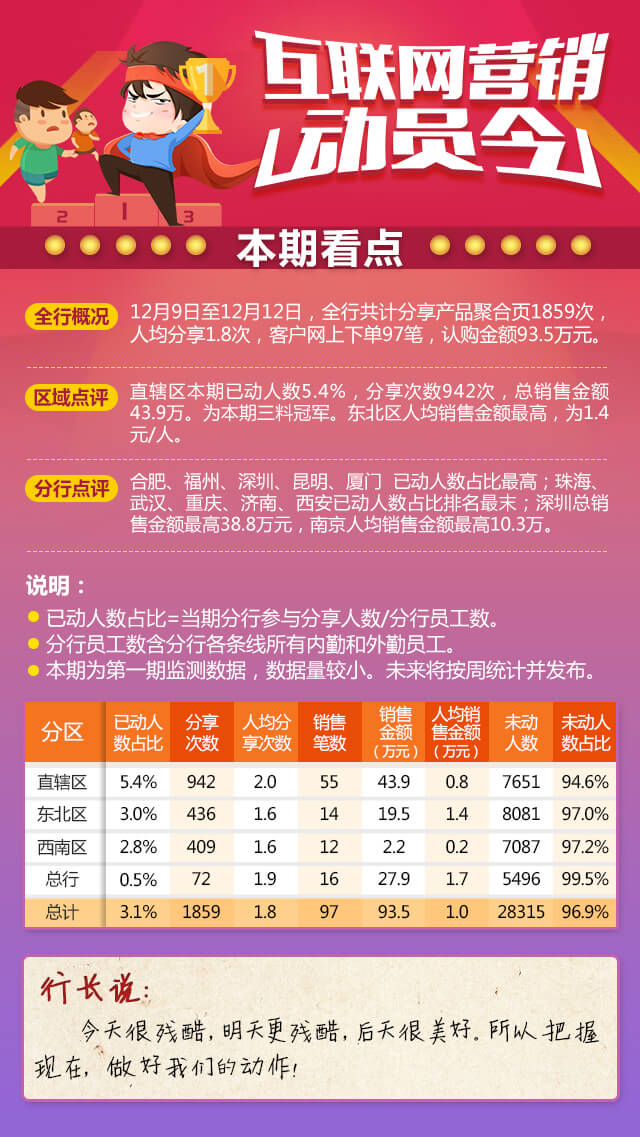 互联网营销
动员令
1
2
1
3
本期看点
全行概况
12月9日至12月12日，全行共计分享产品聚合页1859次，
人均分享1.8次，客户网上下单97笔，认购金额93.5万元。
区域点评
直辖区本期已动人数5.4%，分享次数942次，总销售金额
43.9万。为本期三料冠军。东北区人均销售金额最高，为1.4
元/人。
分行点评
合肥、福州、深圳、昆明、厦门 已动人数占比最高；珠海、
武汉、重庆、济南、西安已动人数占比排名最末；深圳总销
售金额最高38.8万元，南京人均销售金额最高10.3万。
说明：
已动人数占比=当期分行参与分享人数/分行员工数。
分行员工数含分行各条线所有内勤和外勤员工。
本期为第一期监测数据，数据量较小。未来将按周统计并发布。
分区 已动人数占比 分享次数 人均分享次数 销售笔数 销售金额（万元） 人均销售金额（万元） 未动人数 未动人数占比
直辖区 5.4% 942 2.0 55 43.9 0.8 7651 94.6%
东北区 3.0% 436 1.6 14 19.5 1.4 8081 97.0%
西南区 2.8% 409 1.6 12 2.2 0.2 7087 97.2%
总行 0.5% 72 1.9 16 27.9 1.7 5496 99.5%
总计 3.1% 1859 1.8 97 93.5 1.0 28315 96.9%
行长说：
今天很残酷，明天更残酷，后天很美好。所以把握
现在，做好我们的动作！